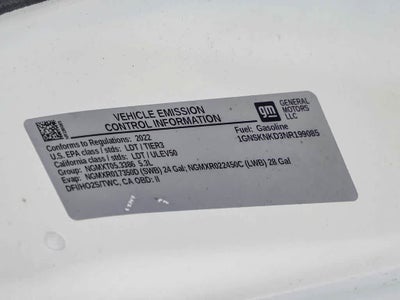 VEHICLE EMISSION
CONTROL INFORMATION
gm
GENERAL MOTORS
LLC
Conforms to Regulations: 2022
Fuel: Gasoline
U.S. EPA class / stds: LDT / TIER3
1GNSKNKD3NR199085
California class / stds: LDT / ULEV50
Group: NGMXT05.3386 5.3L
Evap: NGMXR017350D (SWB) 24 Gal; NGMXR022450C (LWB) 28 Gal
DFI/HO2S/TWC, CA OBD: II